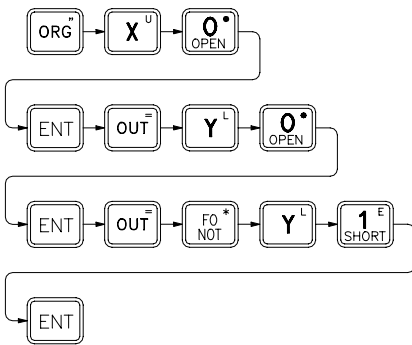 ORG " X U 0 • OPEN
ENT OUT = Y L 0 • OPEN
ENT OUT = FO NOT * Y L 1 E SHORT
ENT